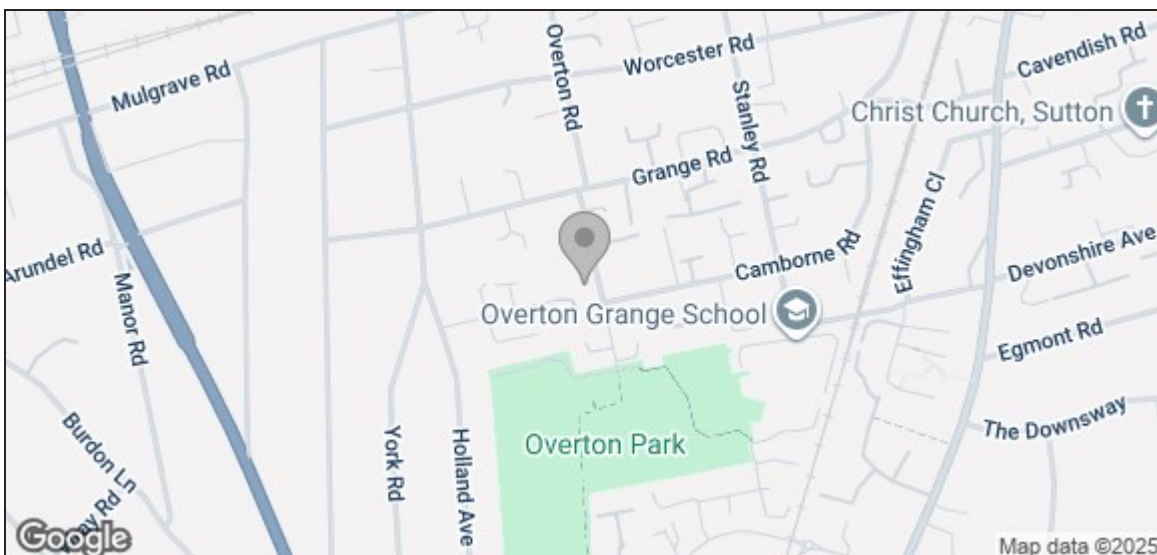 Mulgrave Rd
Overton Rd
Worcester Rd
Cavendish Rd
Stanley Rd
Christ Church, Sutton
Grange Rd
Effingham Cl
Arundel Rd
Manor Rd
Camborne Rd
Devonshire Ave
Overton Grange School
Egmont Rd
The Downsway
Burdon Ln
York Rd
Holland Ave
Overton Park
Google
Map data ©2025